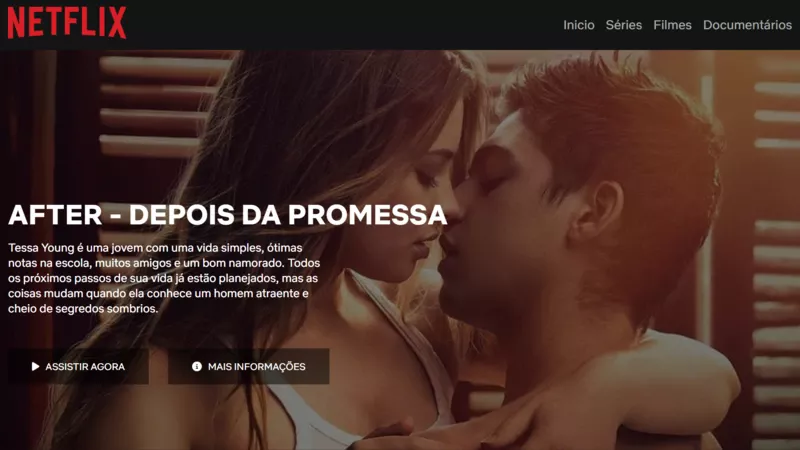 NETFLIX
Inicio Séries Filmes Documentários
AFTER - DEPOIS DA PROMESSA
Tessa Young é uma jovem com uma vida simples, ótimas
notas na escola, muitos amigos e um bom namorado. Todos
os próximos passos de sua vida já estão planejados, mas as
coisas mudam quando ela conhece um homem atraente e
cheio de segredos sombrios.
ASSISTIR AGORA MAIS INFORMAÇÕES